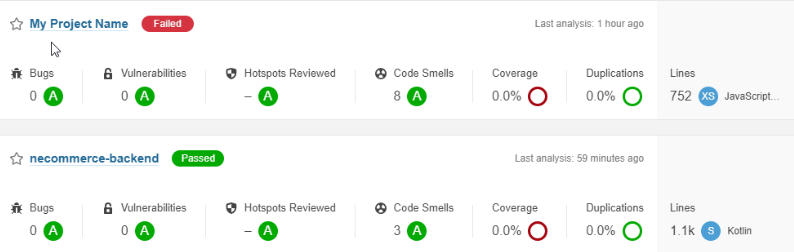 My Project Name Failed Last analysis: 1 hour ago
Bugs Vulnerabilities Hotspots Reviewed Code Smells Coverage Duplications Lines
0 A 0 A – A 8 A 0.0% 0.0% 752 XS JavaScript...
necommerce-backend Passed Last analysis: 59 minutes ago
Bugs Vulnerabilities Hotspots Reviewed Code Smells Coverage Duplications Lines
0 A 0 A – A 3 A 0.0% 0.0% 1.1k S Kotlin